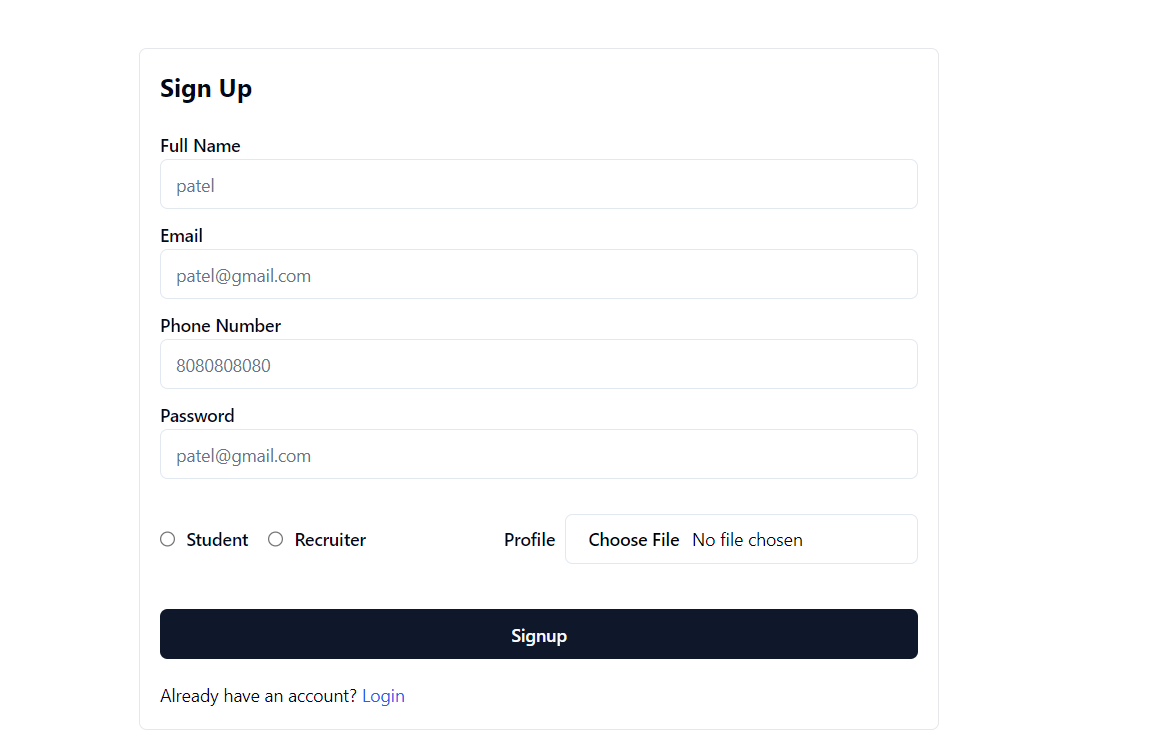 Sign Up
Full Name
patel
Email
patel@gmail.com
Phone Number
8080808080
Password
patel@gmail.com
Student Recruiter Profile Choose File No file chosen
Signup
Already have an account? Login